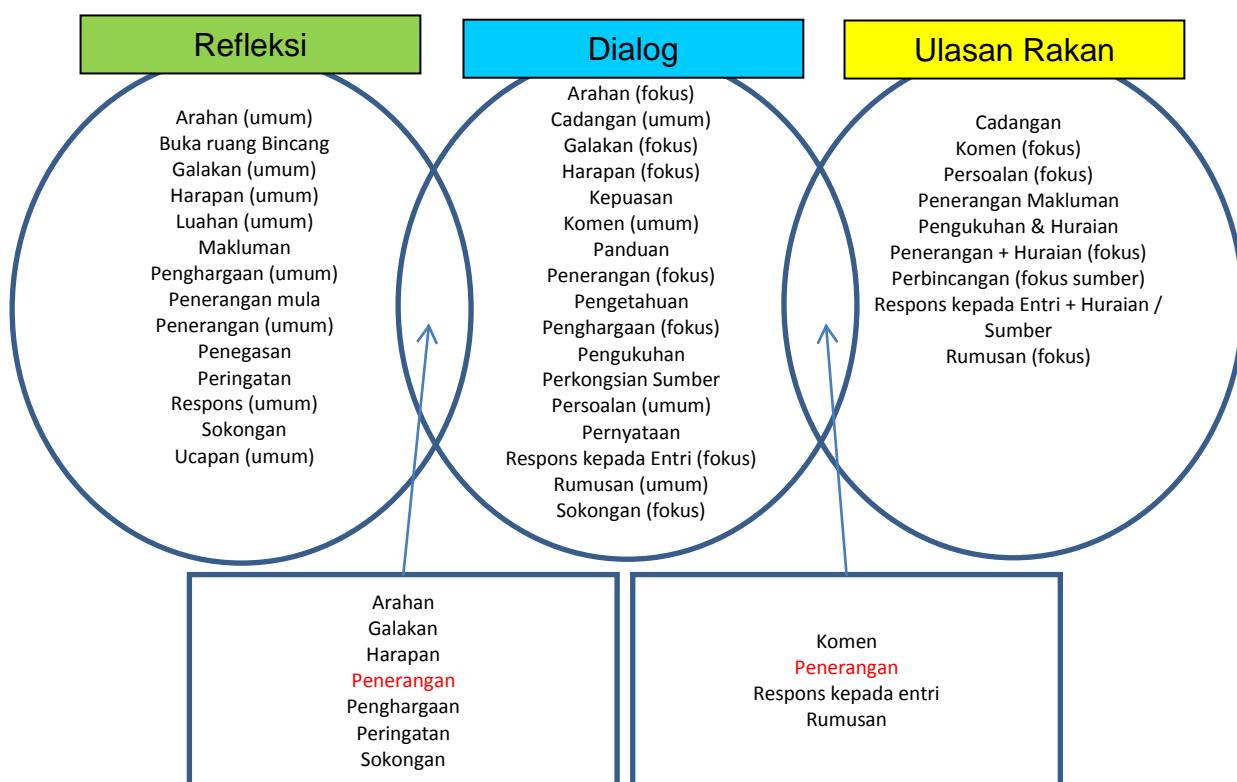 Refleksi
Arahan (umum)
Buka ruang Bincang
Galakan (umum)
Harapan (umum)
Luahan (umum)
Makluman
Penghargaan (umum)
Penerangan mula
Penerangan (umum)
Penegasan
Peringatan
Respons (umum)
Sokongan
Ucapan (umum)
Dialog
Arahan (fokus)
Cadangan (umum)
Galakan (fokus)
Harapan (fokus)
Kepuasan
Komen (umum)
Panduan
Penerangan (fokus)
Pengetahuan
Penghargaan (fokus)
Pengukuhan
Perkongsian Sumber
Persoalan (umum)
Pernyataan
Respons kepada Entri (fokus)
Rumusan (umum)
Sokongan (fokus)
Ulasan Rakan
Cadangan
Komen (fokus)
Persoalan (fokus)
Penerangan Makluman
Pengukuhan & Huraian
Penerangan + Huraian (fokus)
Perbincangan (fokus sumber)
Respons kepada Entri + Huraian /
Sumber
Rumusan (fokus)
Arahan
Galakan
Harapan
Penerangan
Penghargaan
Peringatan
Sokongan
Komen
Penerangan
Respons kepada entri
Rumusan